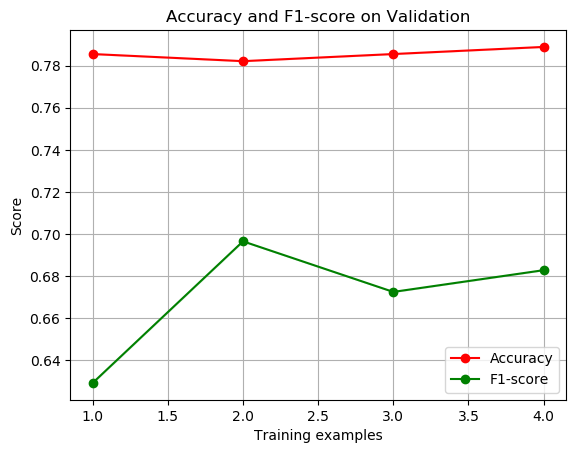 Accuracy and F1-score on Validation
Score
0.78
0.76
0.74
0.72
0.70
0.68
0.66
0.64
1.0 1.5 2.0 2.5 3.0 3.5 4.0
Training examples
Accuracy
F1-score